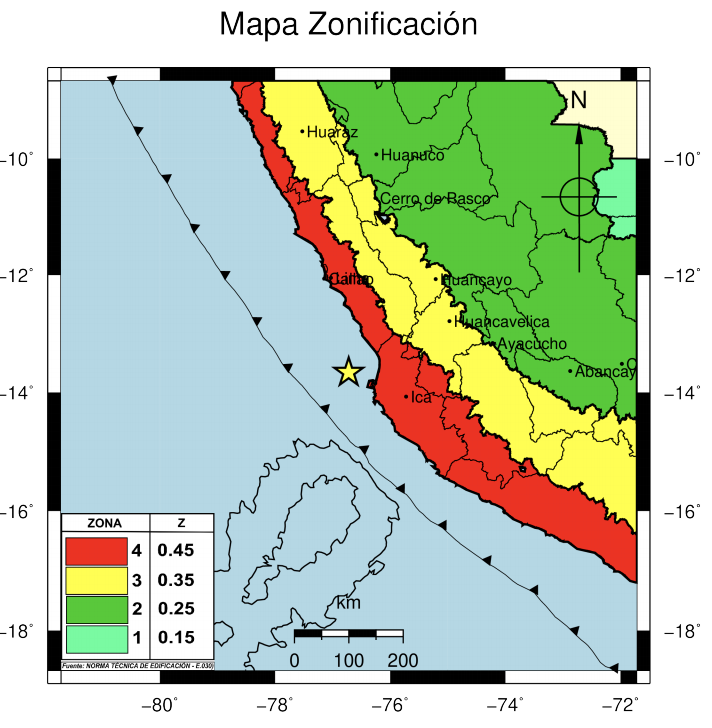 Mapa Zonificación
N
Huaraz
−10˚
Huanuco
−10˚
Cerro de Pasco
−12˚
Callao
Lima
Huancayo
−12˚
Huancavelica
Ayacucho
−14˚
Abancay
C
−14˚
Ica
−16˚
−16˚
ZONA Z
4 0.45
3 0.35
2 0.25
1 0.15
Fuente: NORMA TECNICA DE EDIFICACIÓN - E.030)
km
0 100 200
−18˚
−18˚
−80˚ −78˚ −76˚ −74˚ −72˚